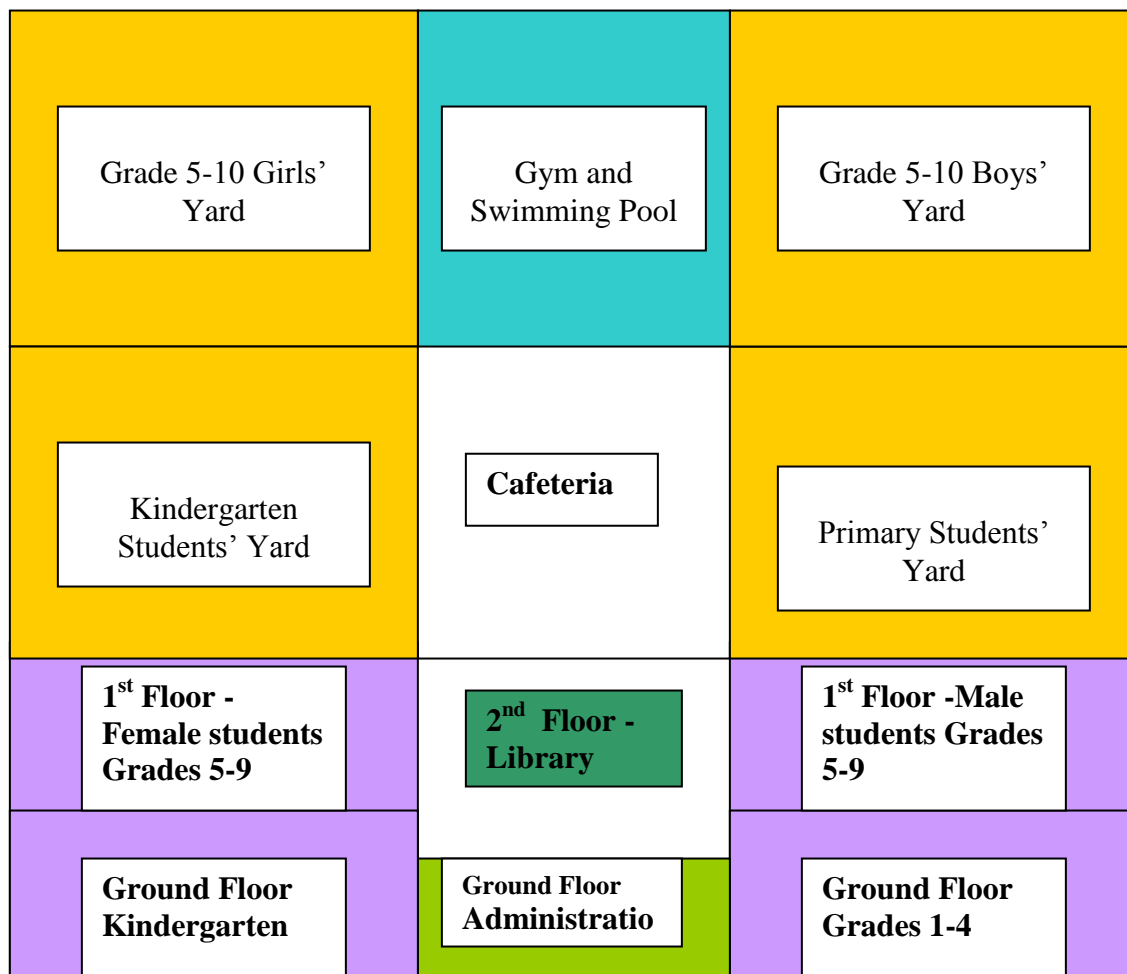 Grade 5-10 Girls’
Yard
Gym and
Swimming Pool
Grade 5-10 Boys’
Yard
Kindergarten
Students’ Yard
Cafeteria
Primary Students’
Yard
1st Floor -
Female students
Grades 5-9
2nd Floor -
Library
1st Floor -Male
students Grades
5-9
Ground Floor
Kindergarten
Ground Floor
Administratio
Ground Floor
Grades 1-4